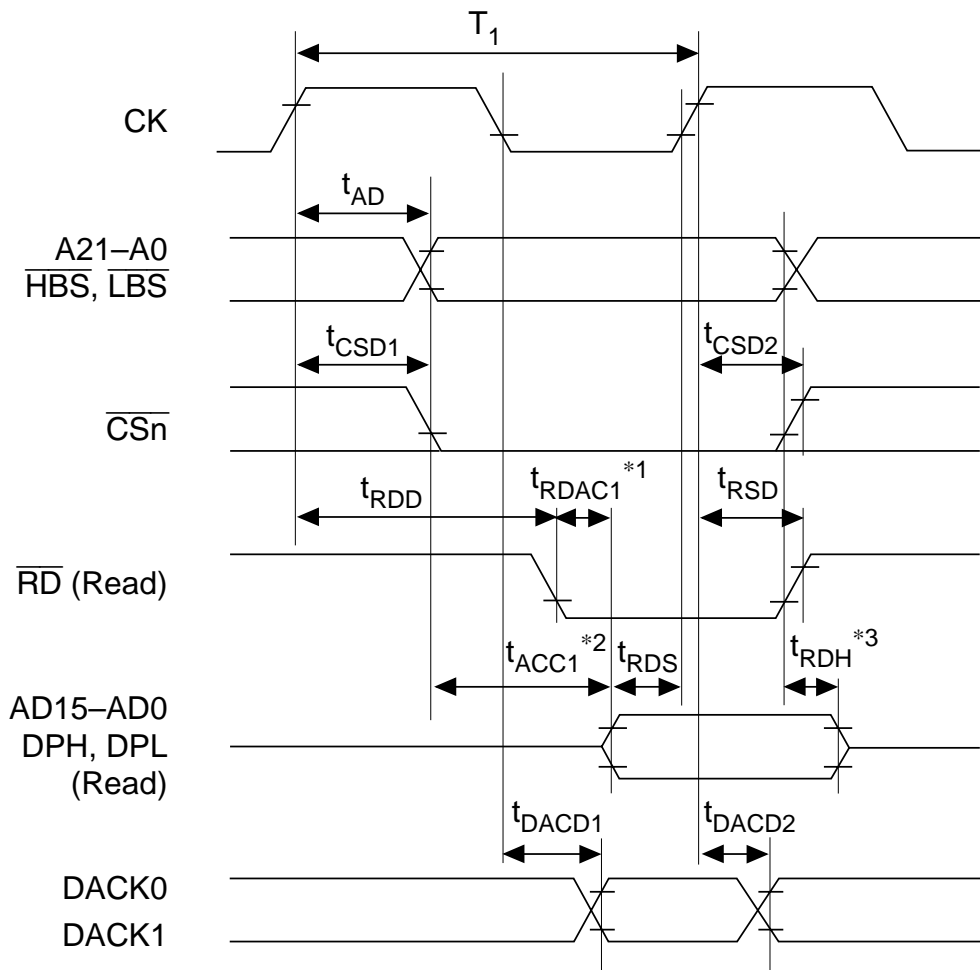 T1
CK
tAD
A21–A0
HBS, LBS
tCSD1 tCSD2
CSn
tRDD tRDAC1*1 tRSD
RD (Read)
tACC1*2 tRDS tRDH*3
AD15–AD0
DPH, DPL
(Read)
tDACD1 tDACD2
DACK0
DACK1